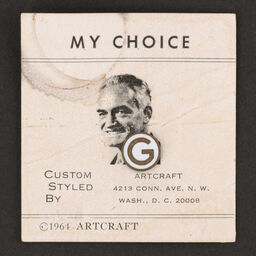 MY CHOICE
G
CUSTOM
STYLED
BY
ARTCRAFT
4213 CONN. AVE, N. W.
WASH., D. C. 20008
©1964 ARTCRAFT